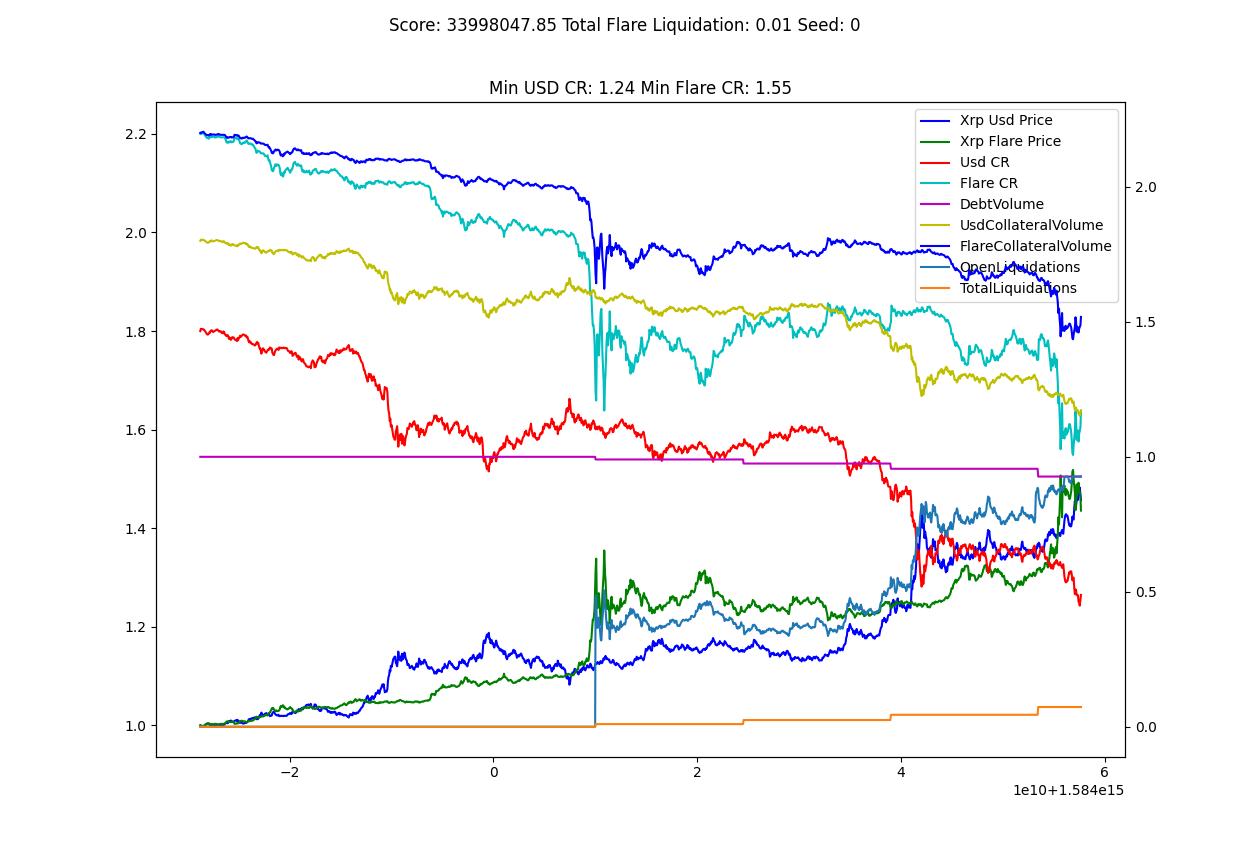 Score: 33998047.85 Total Flare Liquidation: 0.01 Seed: 0
Min USD CR: 1.24 Min Flare CR: 1.55
Xrp Usd Price
Xrp Flare Price
Usd CR
Flare CR
DebtVolume
UsdCollateralVolume
FlareCollateralVolume
OpenLiquidations
TotalLiquidations
2.2
2.0
1.8
1.6
1.4
1.2
1.0
2.0
1.5
1.0
0.5
0.0
−2 0 2 4 6
1e10+1.584e15